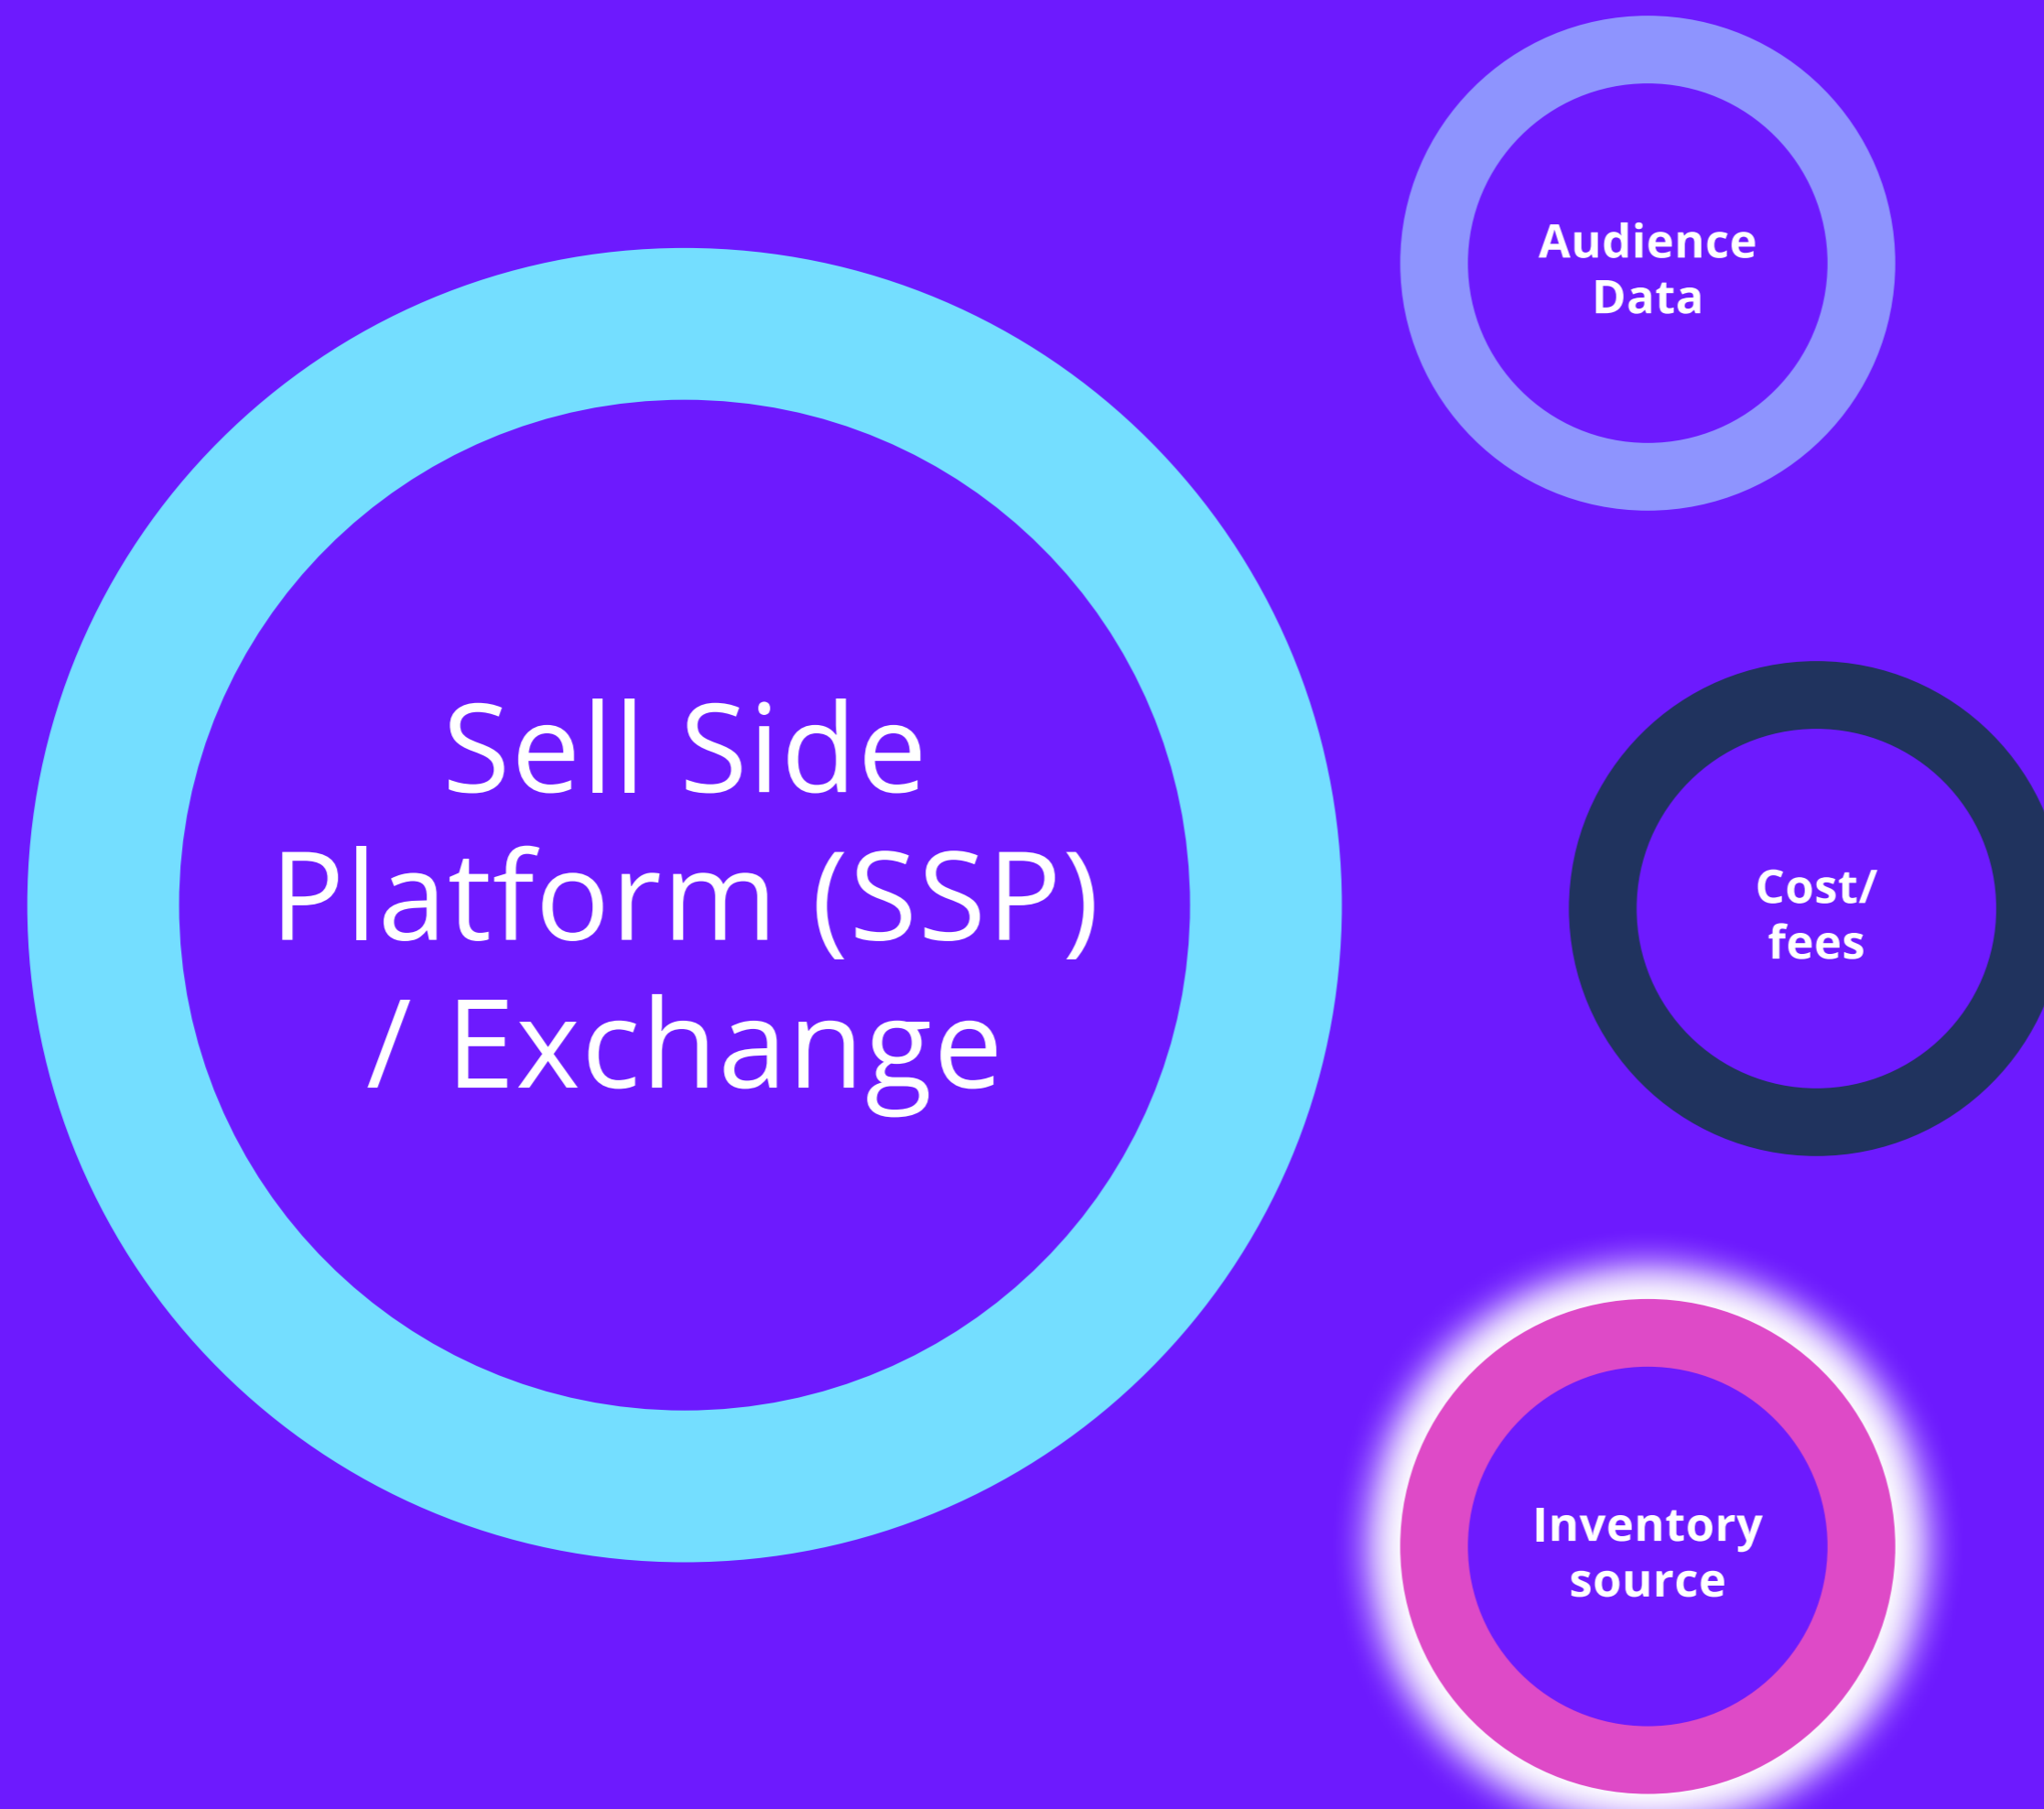 Sell Side
Platform (SSP)
/ Exchange
Audience
Data
Cost/
fees
Inventory
source